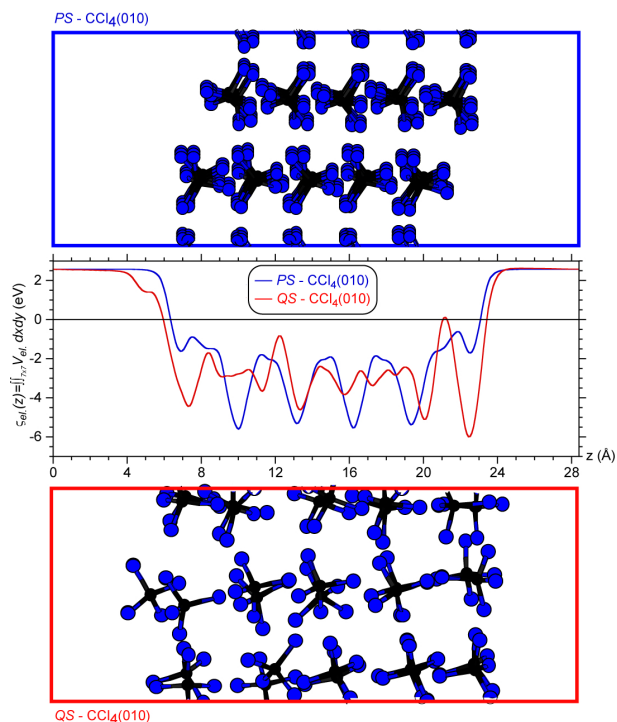 PS - CCl₄(010)
ςₑₗ.(z)=∫∫₇ₓ₇ Vₑₗ. dxdy (eV)
2
0
-2
-4
-6
PS - CCl₄(010)
QS - CCl₄(010)
0 4 8 12 16 20 24 28
z (Å)
QS - CCl₄(010)